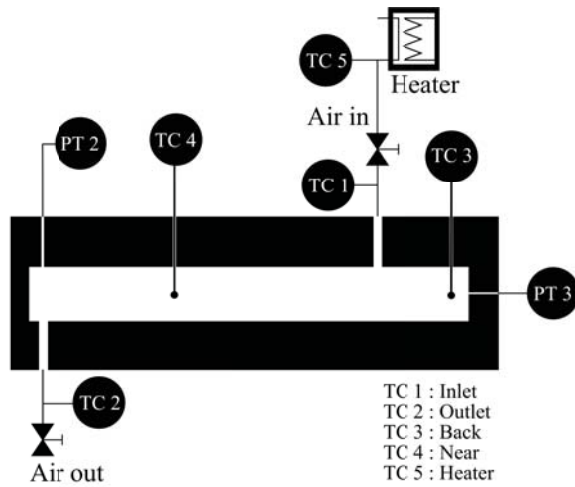 TC 5
Heater
Air in
PT 2
TC 4
TC 3
TC 1
PT 3
TC 2
Air out
TC 1 : Inlet
TC 2 : Outlet
TC 3 : Back
TC 4 : Near
TC 5 : Heater